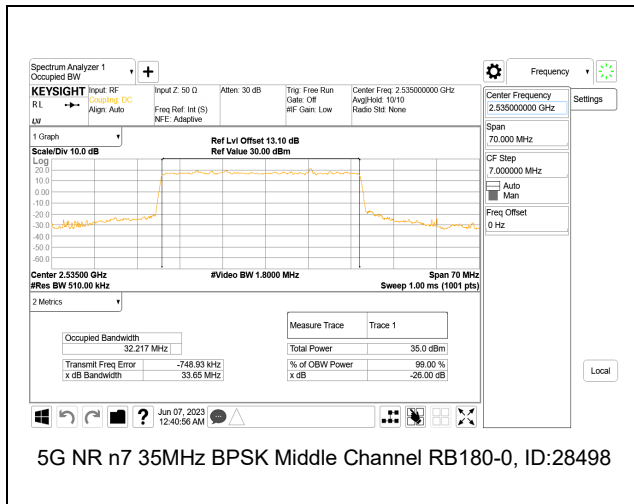 Spectrum Analyzer 1
Occupied BW
Frequency
KEYSIGHT
RL
LXI
Input: RF
Coupling: DC
Align: Auto
Input Z: 50 Ω
Freq Ref: Int (S)
NFE: Adaptive
Atten: 30 dB
Trig: Free Run
Gate: Off
#IF Gain: Low
Center Freq: 2.535000000 GHz
Avg|Hold: 10/10
Radio Std: None
Center Frequency
2.535000000 GHz
Settings
Span
70.000 MHz
CF Step
7.000000 MHz
Auto
Man
Freq Offset
0 Hz
1 Graph
Scale/Div 10.0 dB
Ref Lvl Offset 13.10 dB
Ref Value 30.00 dBm
Log
20.0
10.0
0.00
-10.0
-20.0
-30.0
-40.0
-50.0
-60.0
Center 2.53500 GHz
#Video BW 1.8000 MHz
Span 70 MHz
#Res BW 510.00 kHz
Sweep 1.00 ms (1001 pts)
2 Metrics
Measure Trace
Trace 1
Occupied Bandwidth
32.217 MHz
Total Power
35.0 dBm
Transmit Freq Error
-748.93 kHz
% of OBW Power
99.00 %
x dB Bandwidth
33.65 MHz
x dB
-26.00 dB
Local
?
Jun 07, 2023
12:40:56 AM
5G NR n7 35MHz BPSK Middle Channel RB180-0, ID:28498